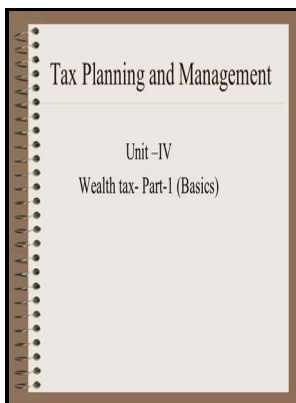 Tax Planning and Management
Unit –IV
Wealth tax- Part-1 (Basics)